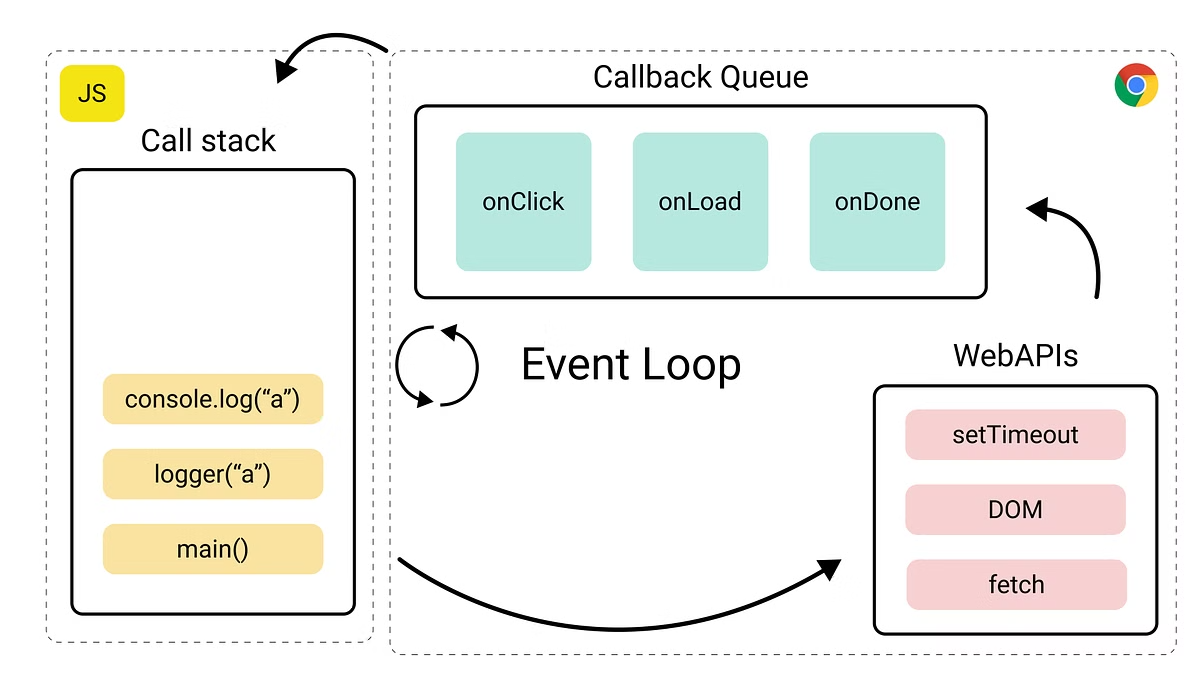 JS
Call stack
console.log(“a”)
logger(“a”)
main()
Callback Queue
onClick
onLoad
onDone
Event Loop
WebAPIs
setTimeout
DOM
fetch